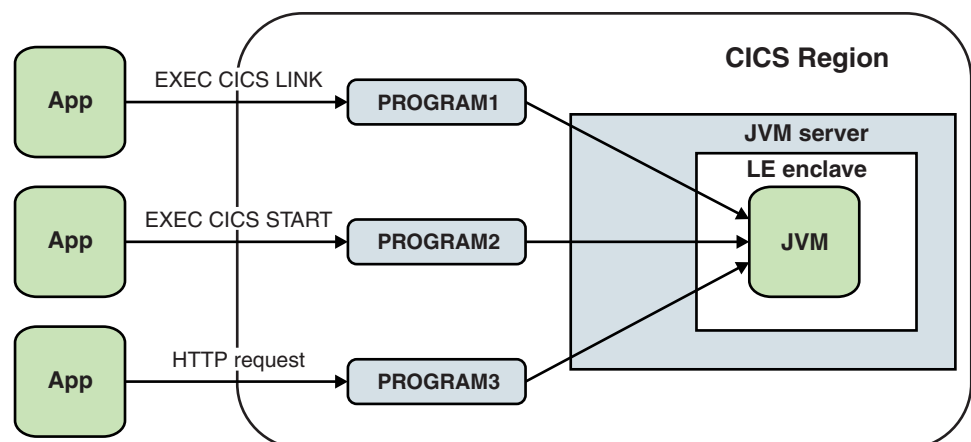 CICS Region
App
EXEC CICS LINK
PROGRAM1
JVM server
LE enclave
App
EXEC CICS START
PROGRAM2
JVM
App
HTTP request
PROGRAM3